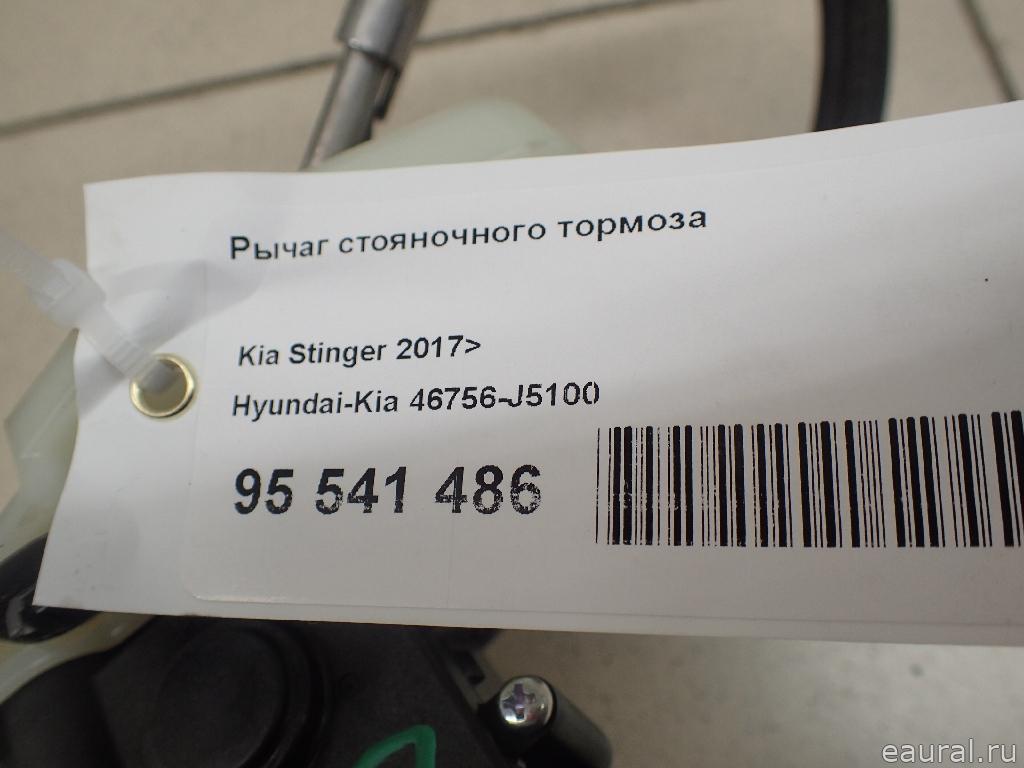 Рычаг стояночного тормоза
Kia Stinger 2017>
Hyundai-Kia 46756-J5100
95 541 486
eaural.ru